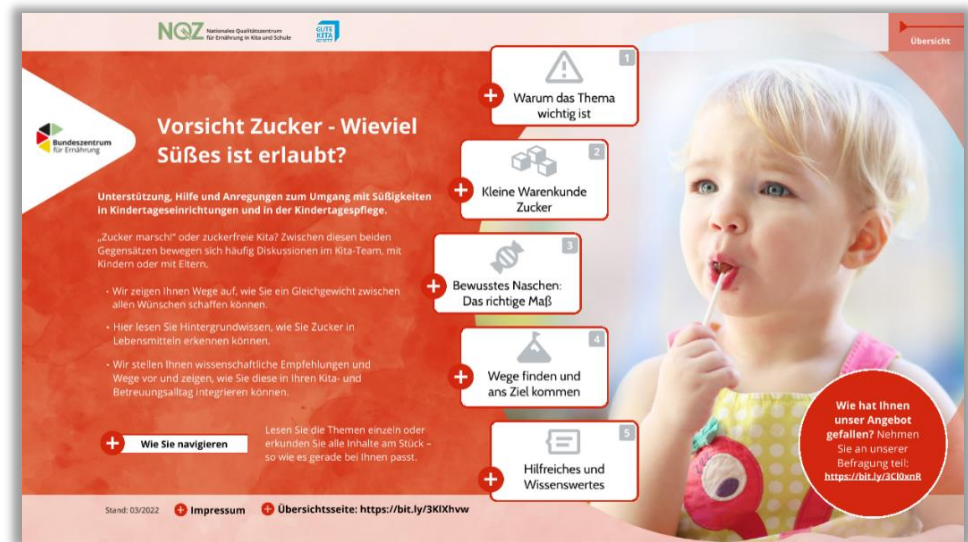 NQZ Nationales Qualitätszentrum
für Ernährung in Kita und Schule
GUTE
KITA
Übersicht
Bundeszentrum
für Ernährung
Vorsicht Zucker - Wieviel
Süßes ist erlaubt?
Unterstützung, Hilfe und Anregungen zum Umgang mit Süßigkeiten
in Kindertageseinrichtungen und in der Kindertagespflege.
„Zucker marsch!“ oder zuckerfreie Kita? Zwischen diesen beiden
Gegensätzen bewegen sich häufig Diskussionen im Kita-Team, mit
Kindern oder mit Eltern.
• Wir zeigen Ihnen Wege auf, wie Sie ein Gleichgewicht zwischen
allen Wünschen schaffen können.
• Hier lesen Sie Hintergrundwissen, wie Sie Zucker in
Lebensmitteln erkennen können.
• Wir stellen Ihnen wissenschaftliche Empfehlungen und
Wege vor und zeigen, wie Sie diese in Ihren Kita- und
Betreuungsalltag integrieren können.
Wie Sie navigieren
Lesen Sie die Themen einzeln oder
erkunden Sie alle Inhalte am Stück –
so wie es gerade bei Ihnen passt.
1
Warum das Thema
wichtig ist
2
Kleine Warenkunde
Zucker
3
Bewusstes Naschen:
Das richtige Maß
4
Wege finden und
ans Ziel kommen
5
Hilfreiches und
Wissenswertes
Wie hat Ihnen
unser Angebot
gefallen? Nehmen
Sie an unserer
Befragung teil:
https://bit.ly/3Cl0xnR
Stand: 03/2022 Impressum Übersichtsseite: https://bit.ly/3KlXhvw